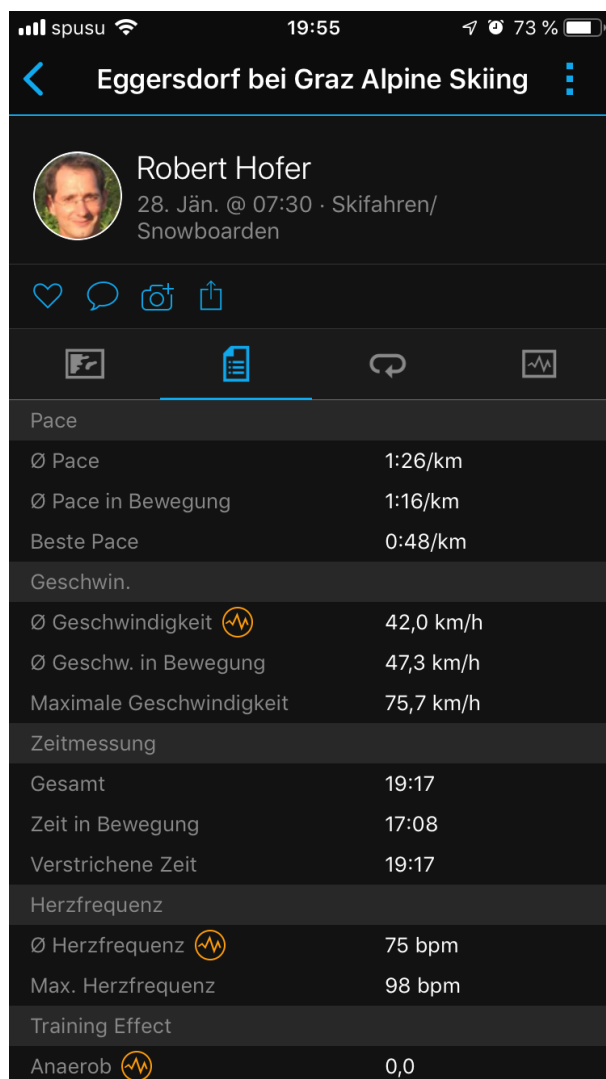 spusu 19:55 73 %
Eggersdorf bei Graz Alpine Skiing
Robert Hofer
28. Jän. @ 07:30 · Skifahren/
Snowboarden
Pace
Ø Pace 1:26/km
Ø Pace in Bewegung 1:16/km
Beste Pace 0:48/km
Geschwin.
Ø Geschwindigkeit 42,0 km/h
Ø Geschw. in Bewegung 47,3 km/h
Maximale Geschwindigkeit 75,7 km/h
Zeitmessung
Gesamt 19:17
Zeit in Bewegung 17:08
Verstrichene Zeit 19:17
Herzfrequenz
Ø Herzfrequenz 75 bpm
Max. Herzfrequenz 98 bpm
Training Effect
Anaerob 0,0